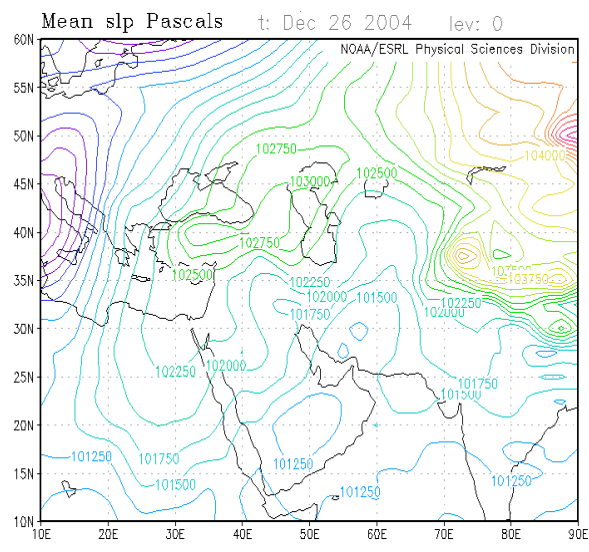 Mean slp Pascals t: Dec 26 2004 lev: 0
NOAA/ESRL Physical Sciences Division
60N
55N
50N
45N
40N
35N
30N
25N
20N
15N
10N
102750
104000
103000
102500
102750
102500
103750
102250
102000
101500
101750
102250
102000
102000
102250
101750
101500
101250
101750
101500
101250
101250
10E 20E 30E 40E 50E 60E 70E 80E 90E